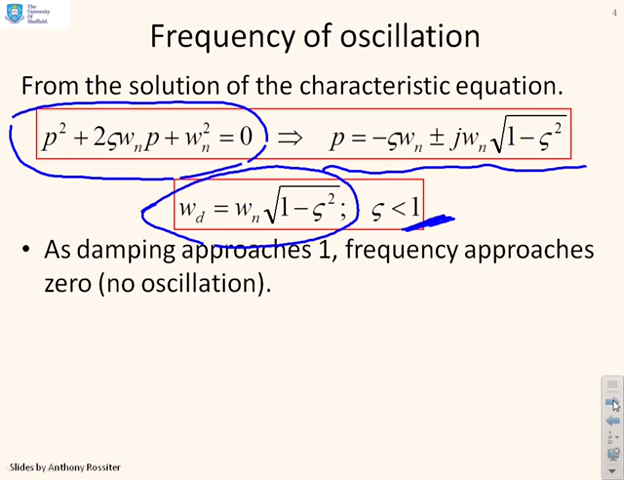 The
University
Of
Sheffield.
4
Frequency of oscillation
From the solution of the characteristic equation.
p² + 2ςwₙp + wₙ² = 0 ⇒ p = −ςwₙ ± jwₙ√(1−ς²)
w_d = wₙ√(1−ς²); ς < 1
• As damping approaches 1, frequency approaches
zero (no oscillation).
Slides by Anthony Rossiter